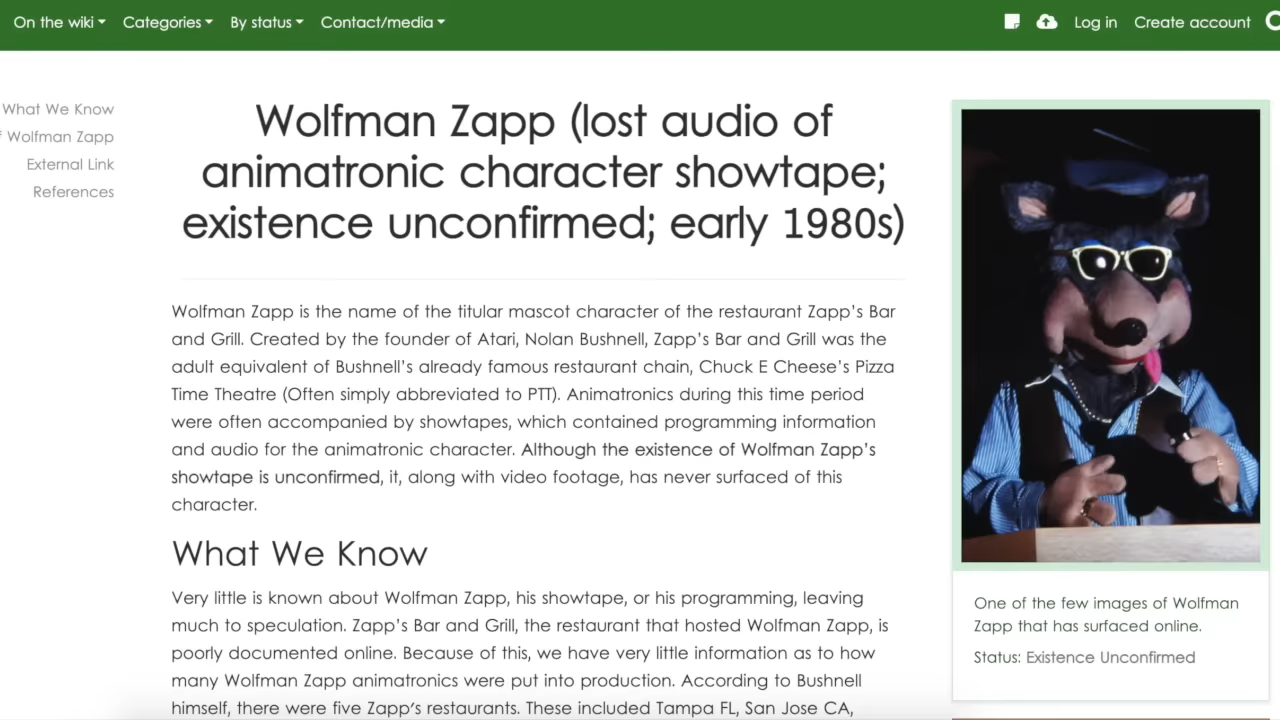 On the wiki Categories By status Contact/media Log in Create account
What We Know
Wolfman Zapp
External Link
References
Wolfman Zapp (lost audio of
animatronic character showtape;
existence unconfirmed; early 1980s)
Wolfman Zapp is the name of the titular mascot character of the restaurant Zapp's Bar
and Grill. Created by the founder of Atari, Nolan Bushnell, Zapp's Bar and Grill was the
adult equivalent of Bushnell's already famous restaurant chain, Chuck E Cheese's Pizza
Time Theatre (Often simply abbreviated to PTT). Animatronics during this time period
were often accompanied by showtapes, which contained programming information
and audio for the animatronic character. Although the existence of Wolfman Zapp's
showtape is unconfirmed, it, along with video footage, has never surfaced of this
character.
What We Know
Very little is known about Wolfman Zapp, his showtape, or his programming, leaving
much to speculation. Zapp's Bar and Grill, the restaurant that hosted Wolfman Zapp, is
poorly documented online. Because of this, we have very little information as to how
many Wolfman Zapp animatronics were put into production. According to Bushnell
himself, there were five Zapp's restaurants. These included Tampa FL, San Jose CA,
One of the few images of Wolfman
Zapp that has surfaced online.
Status: Existence Unconfirmed